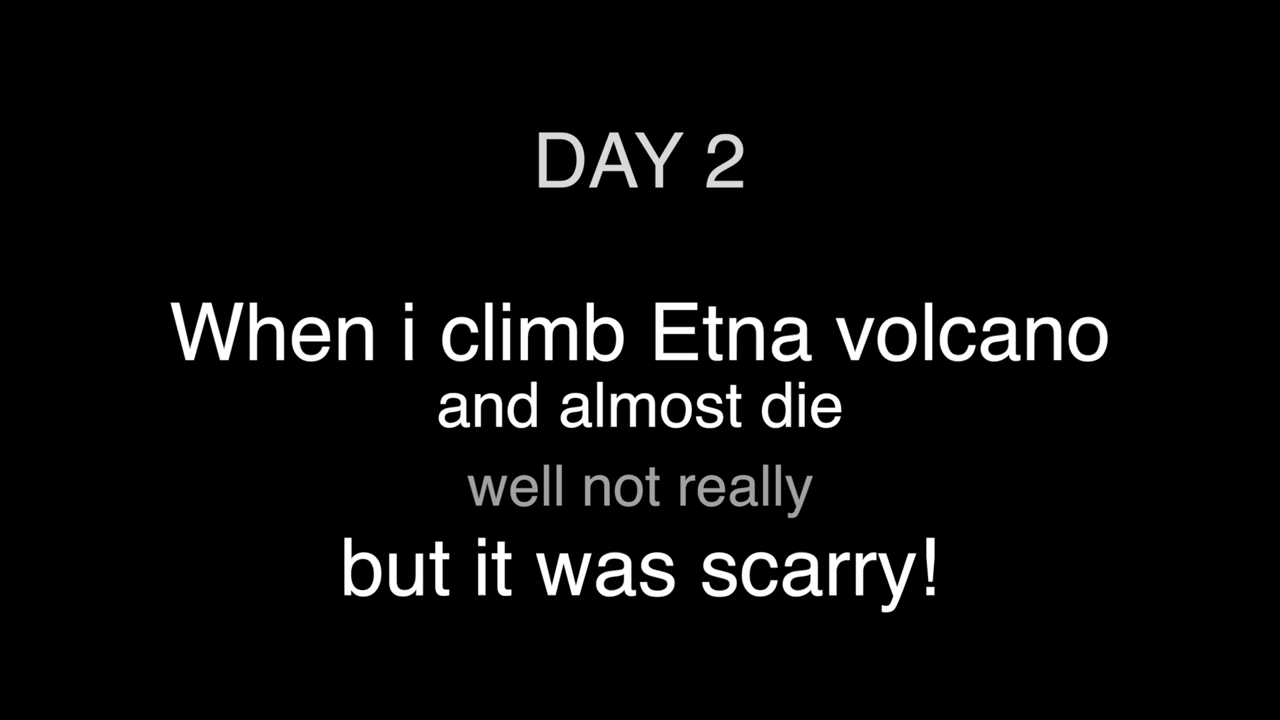 DAY 2
When i climb Etna volcano
and almost die
well not really
but it was scarry!